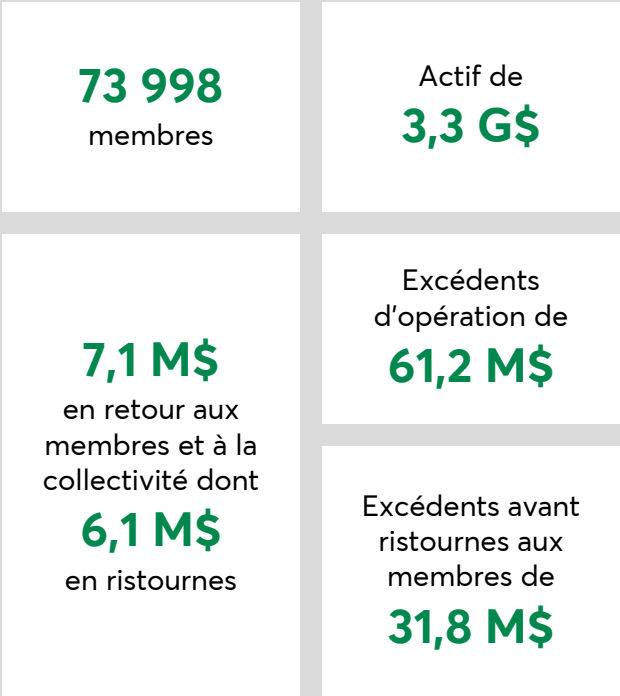 73 998
membres
Actif de
3,3 G$
7,1 M$
en retour aux
membres et à la
collectivité dont
6,1 M$
en ristournes
Excédents
d'opération de
61,2 M$
Excédents avant
ristournes aux
membres de
31,8 M$